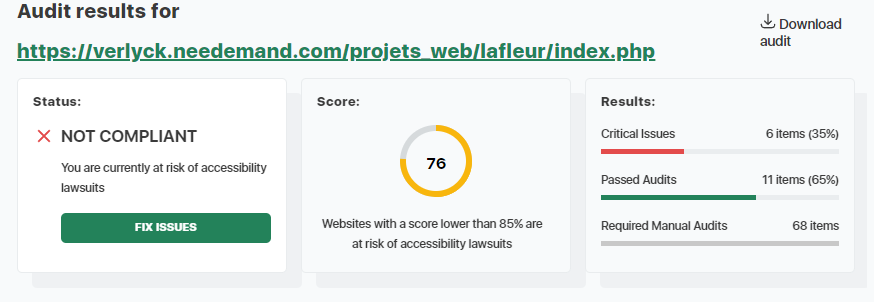 Audit results for
https://verlyck.needemand.com/projets_web/lafleur/index.php
Download
audit
Status:
NOT COMPLIANT
You are currently at risk of accessibility
lawsuits
FIX ISSUES
Score:
76
Websites with a score lower than 85% are
at risk of accessibility lawsuits
Results:
Critical Issues 6 items (35%)
Passed Audits 11 items (65%)
Required Manual Audits 68 items